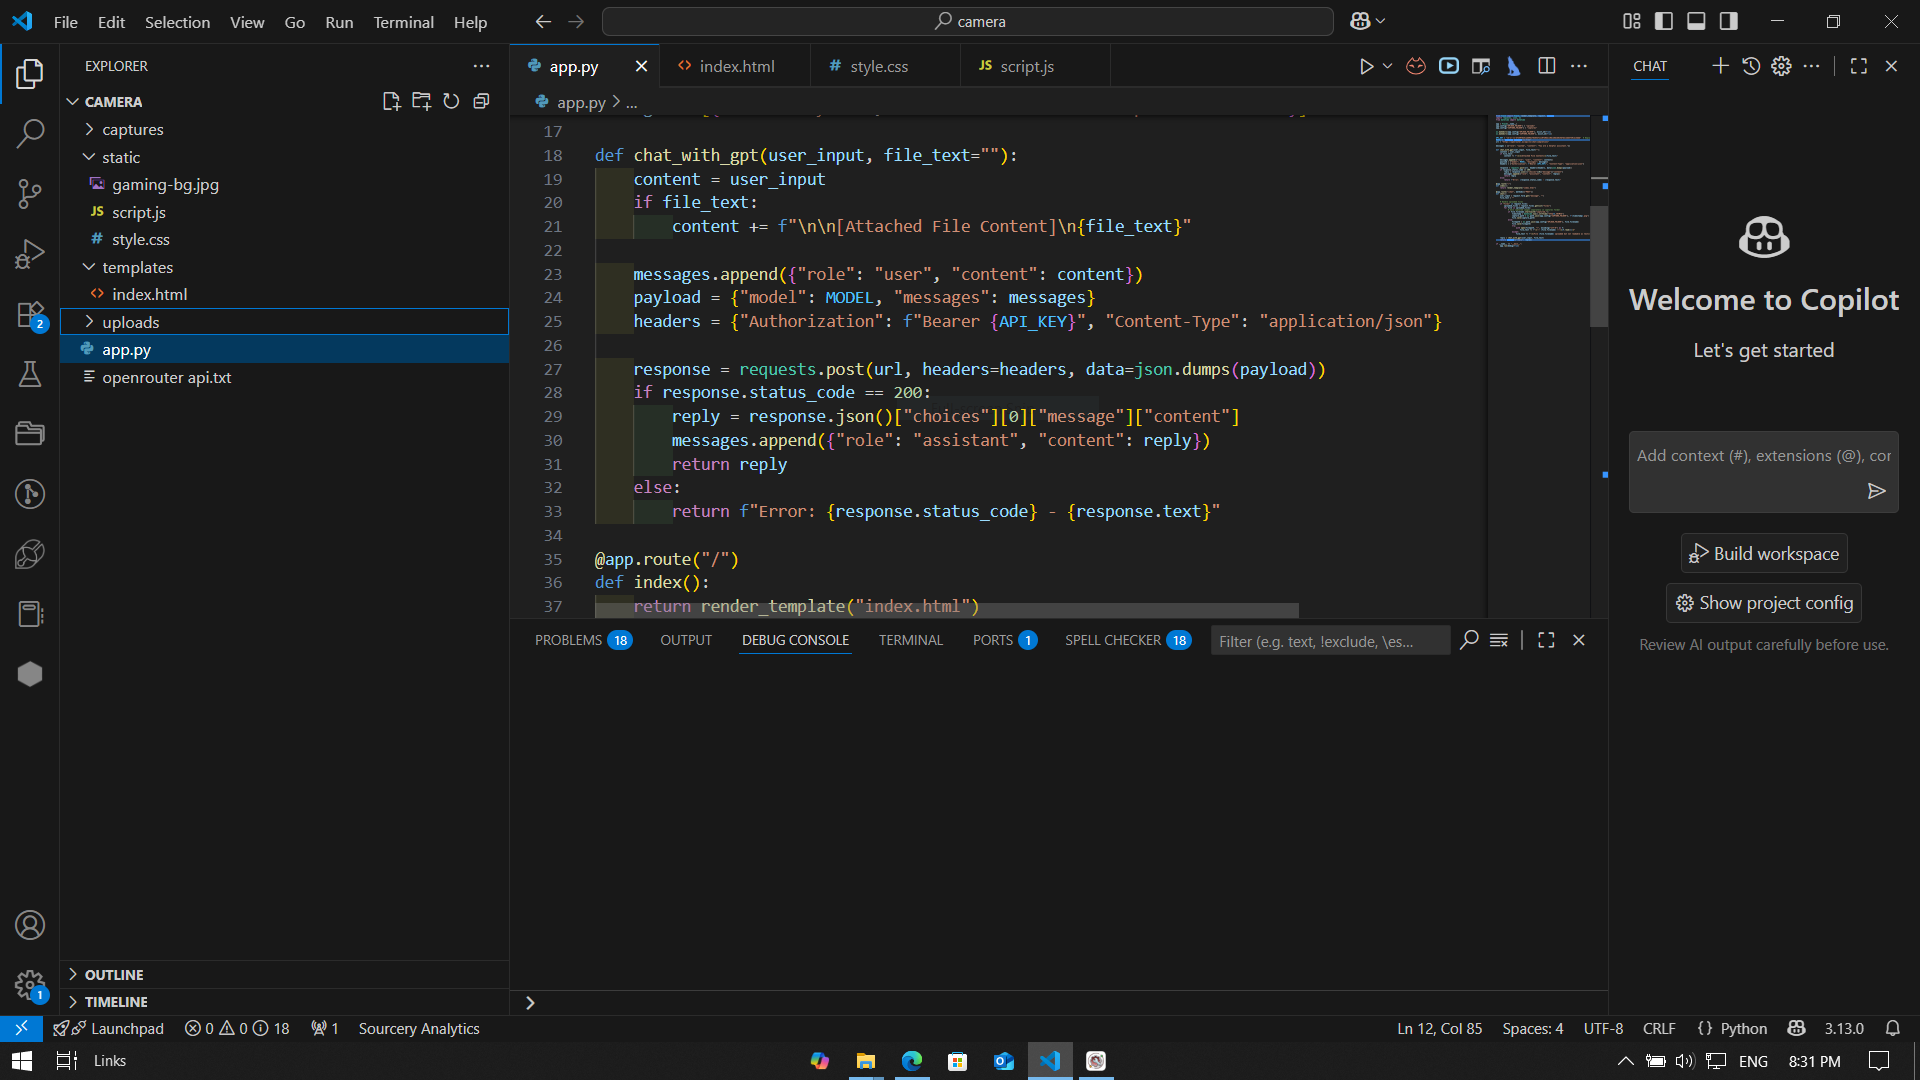 File Edit Selection View Go Run Terminal Help
camera
EXPLORER
CAMERA
captures
static
gaming-bg.jpg
JS script.js
# style.css
templates
<> index.html
uploads
app.py
openrouter api.txt
OUTLINE
TIMELINE
2
1
app.py
<> index.html
# style.css
JS script.js
app.py > ...
17
18 def chat_with_gpt(user_input, file_text=""):
19 content = user_input
20 if file_text:
21 content += f"\n\n[Attached File Content]\n{file_text}"
22
23 messages.append({"role": "user", "content": content})
24 payload = {"model": MODEL, "messages": messages}
25 headers = {"Authorization": f"Bearer {API_KEY}", "Content-Type": "application/json"}
26
27 response = requests.post(url, headers=headers, data=json.dumps(payload))
28 if response.status_code == 200:
29 reply = response.json()["choices"][0]["message"]["content"]
30 messages.append({"role": "assistant", "content": reply})
31 return reply
32 else:
33 return f"Error: {response.status_code} - {response.text}"
34
35 @app.route("/")
36 def index():
37 return render_template("index.html")
PROBLEMS 18 OUTPUT DEBUG CONSOLE TERMINAL PORTS 1 SPELL CHECKER 18 Filter (e.g. text, !exclude, \es...
CHAT
Welcome to Copilot
Let's get started
Add context (#), extensions (@), cor
Build workspace
Show project config
Review AI output carefully before use.
Launchpad 0 0 18 1 Sourcery Analytics
Ln 12, Col 85 Spaces: 4 UTF-8 CRLF {} Python 3.13.0
Links
ENG 8:31 PM